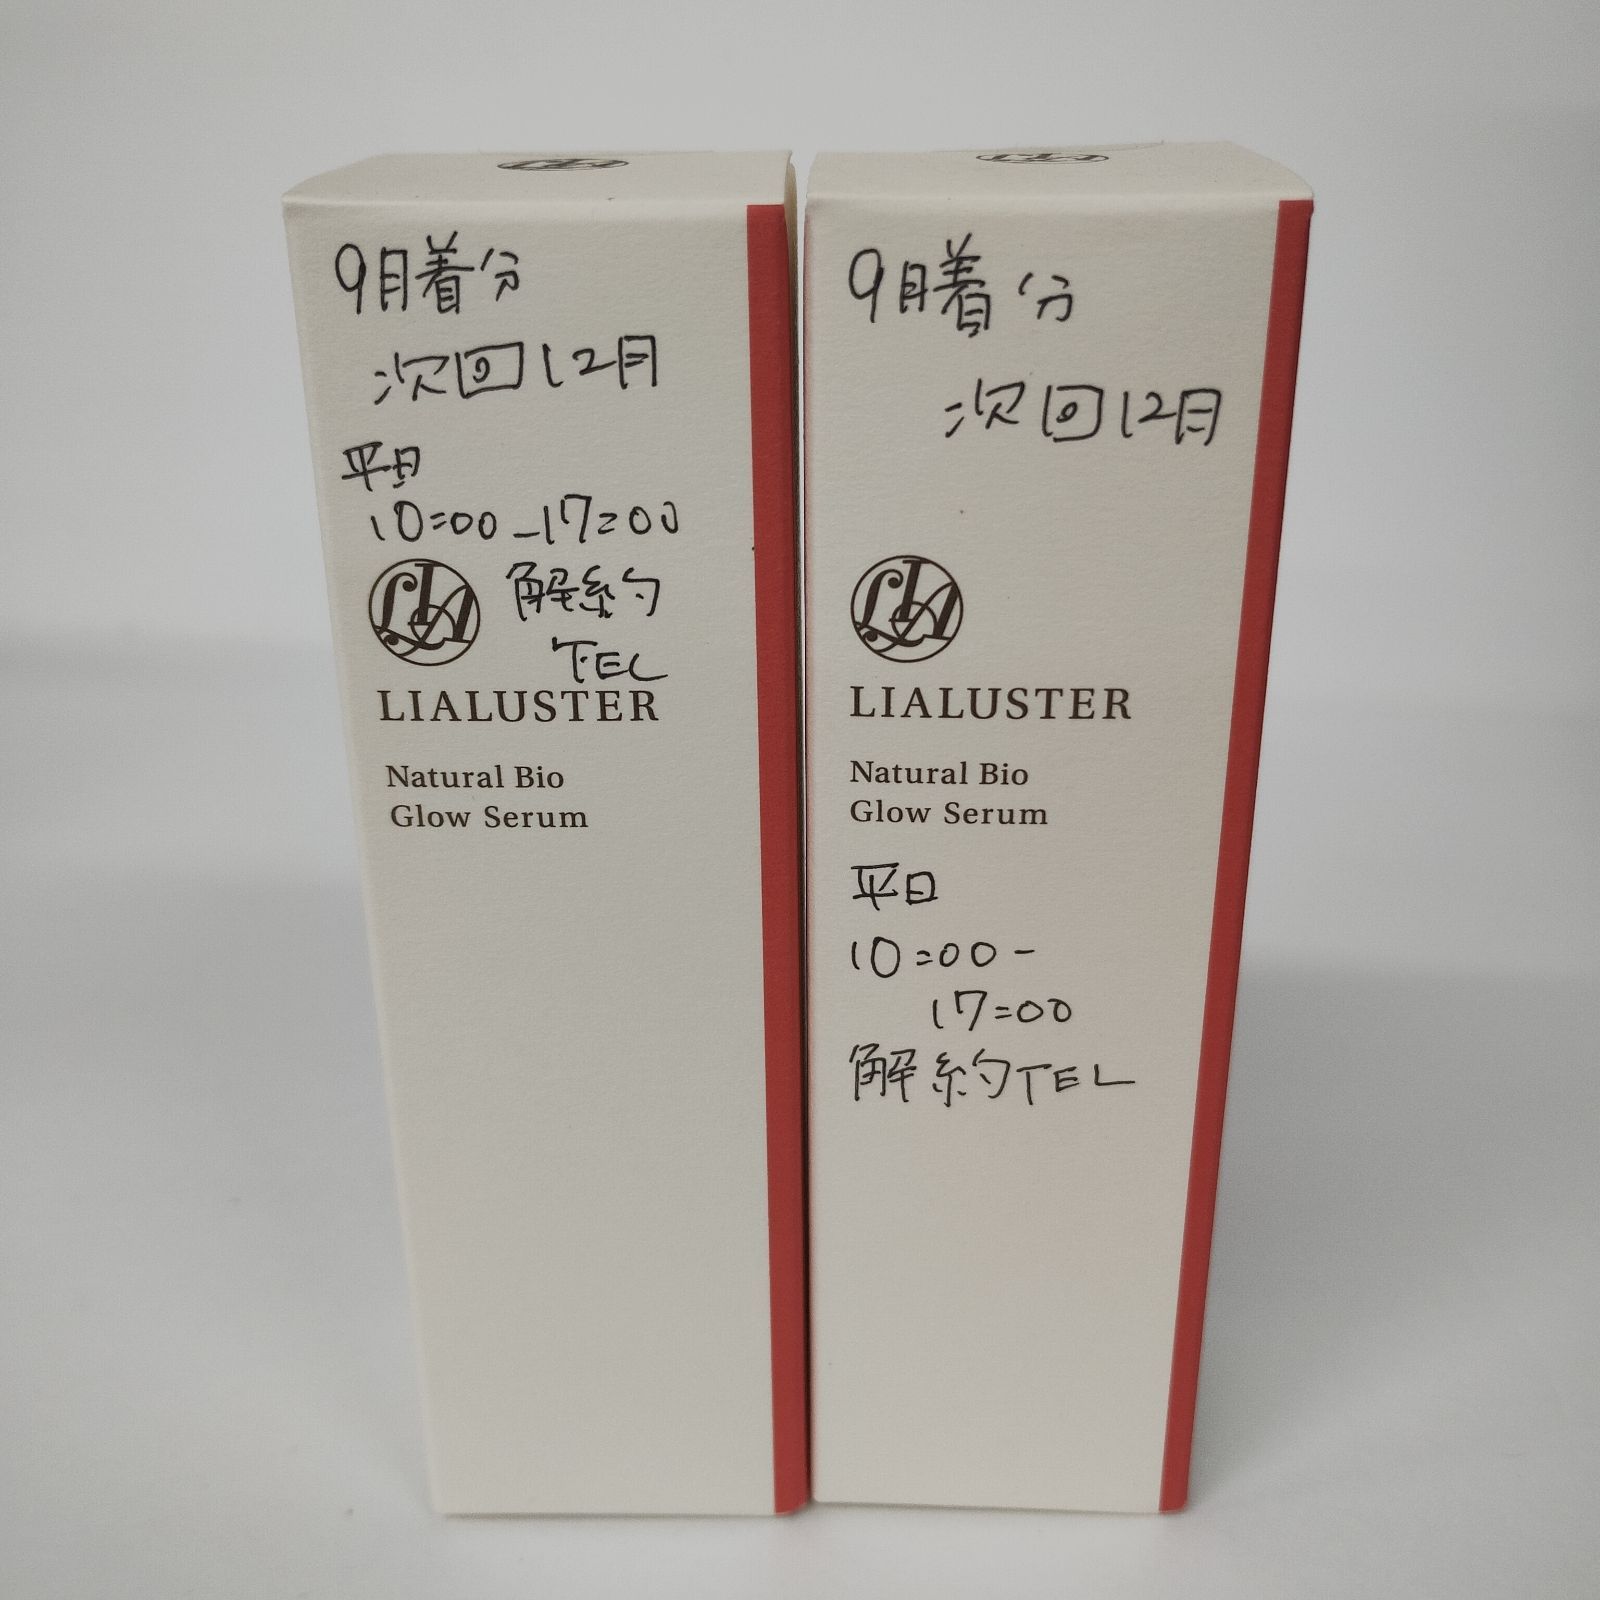 9月着分
次回12月
平日
10=00-17=00
解約
TEL
LIA
LIALUSTER
Natural Bio
Glow Serum
9月着分
次回12月
LIA
LIALUSTER
Natural Bio
Glow Serum
平日
10=00-
17=00
解約TEL